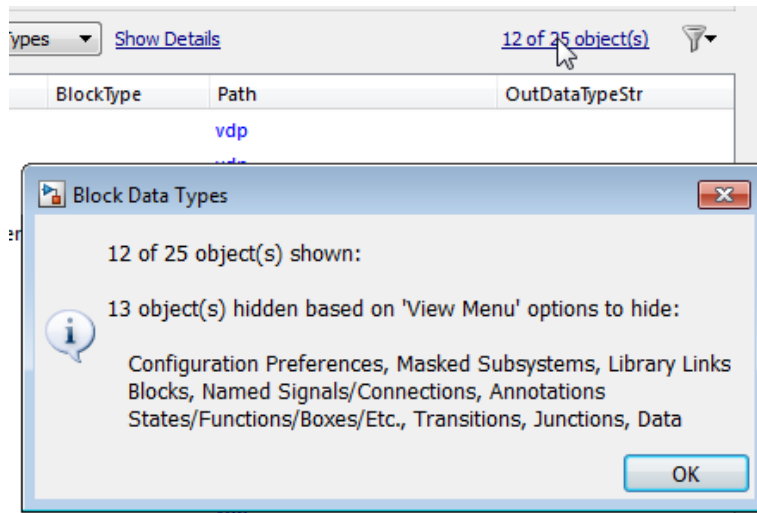 ypes Show Details 12 of 25 object(s)
BlockType Path OutDataTypeStr
vdp
Block Data Types
12 of 25 object(s) shown:
13 object(s) hidden based on 'View Menu' options to hide:
Configuration Preferences, Masked Subsystems, Library Links
Blocks, Named Signals/Connections, Annotations
States/Functions/Boxes/Etc., Transitions, Junctions, Data
OK